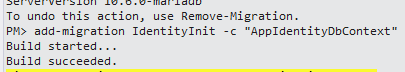 ServerVersion 10.6.0-mariadb
To undo this action, use Remove-Migration.
PM> add-migration IdentityInit -c "AppIdentityDbContext"
Build started...
Build succeeded.